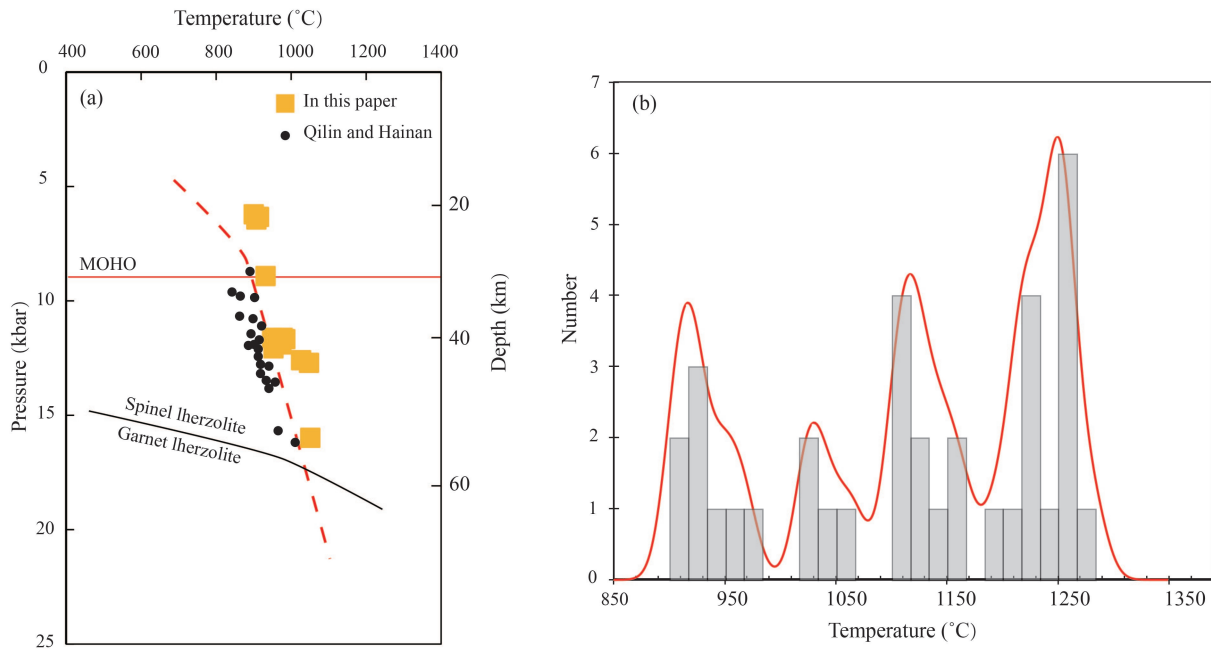 Temperature (˚C)
400 600 800 1000 1200 1400
0
5
10
15
20
25
Pressure (kbar)
(a)
In this paper
Qilin and Hainan
MOHO
Spinel lherzolite
Garnet lherzolite
20
40
60
Depth (km)
(b)
7
6
5
4
3
2
1
0
Number
850 950 1050 1150 1250 1350
Temperature (˚C)